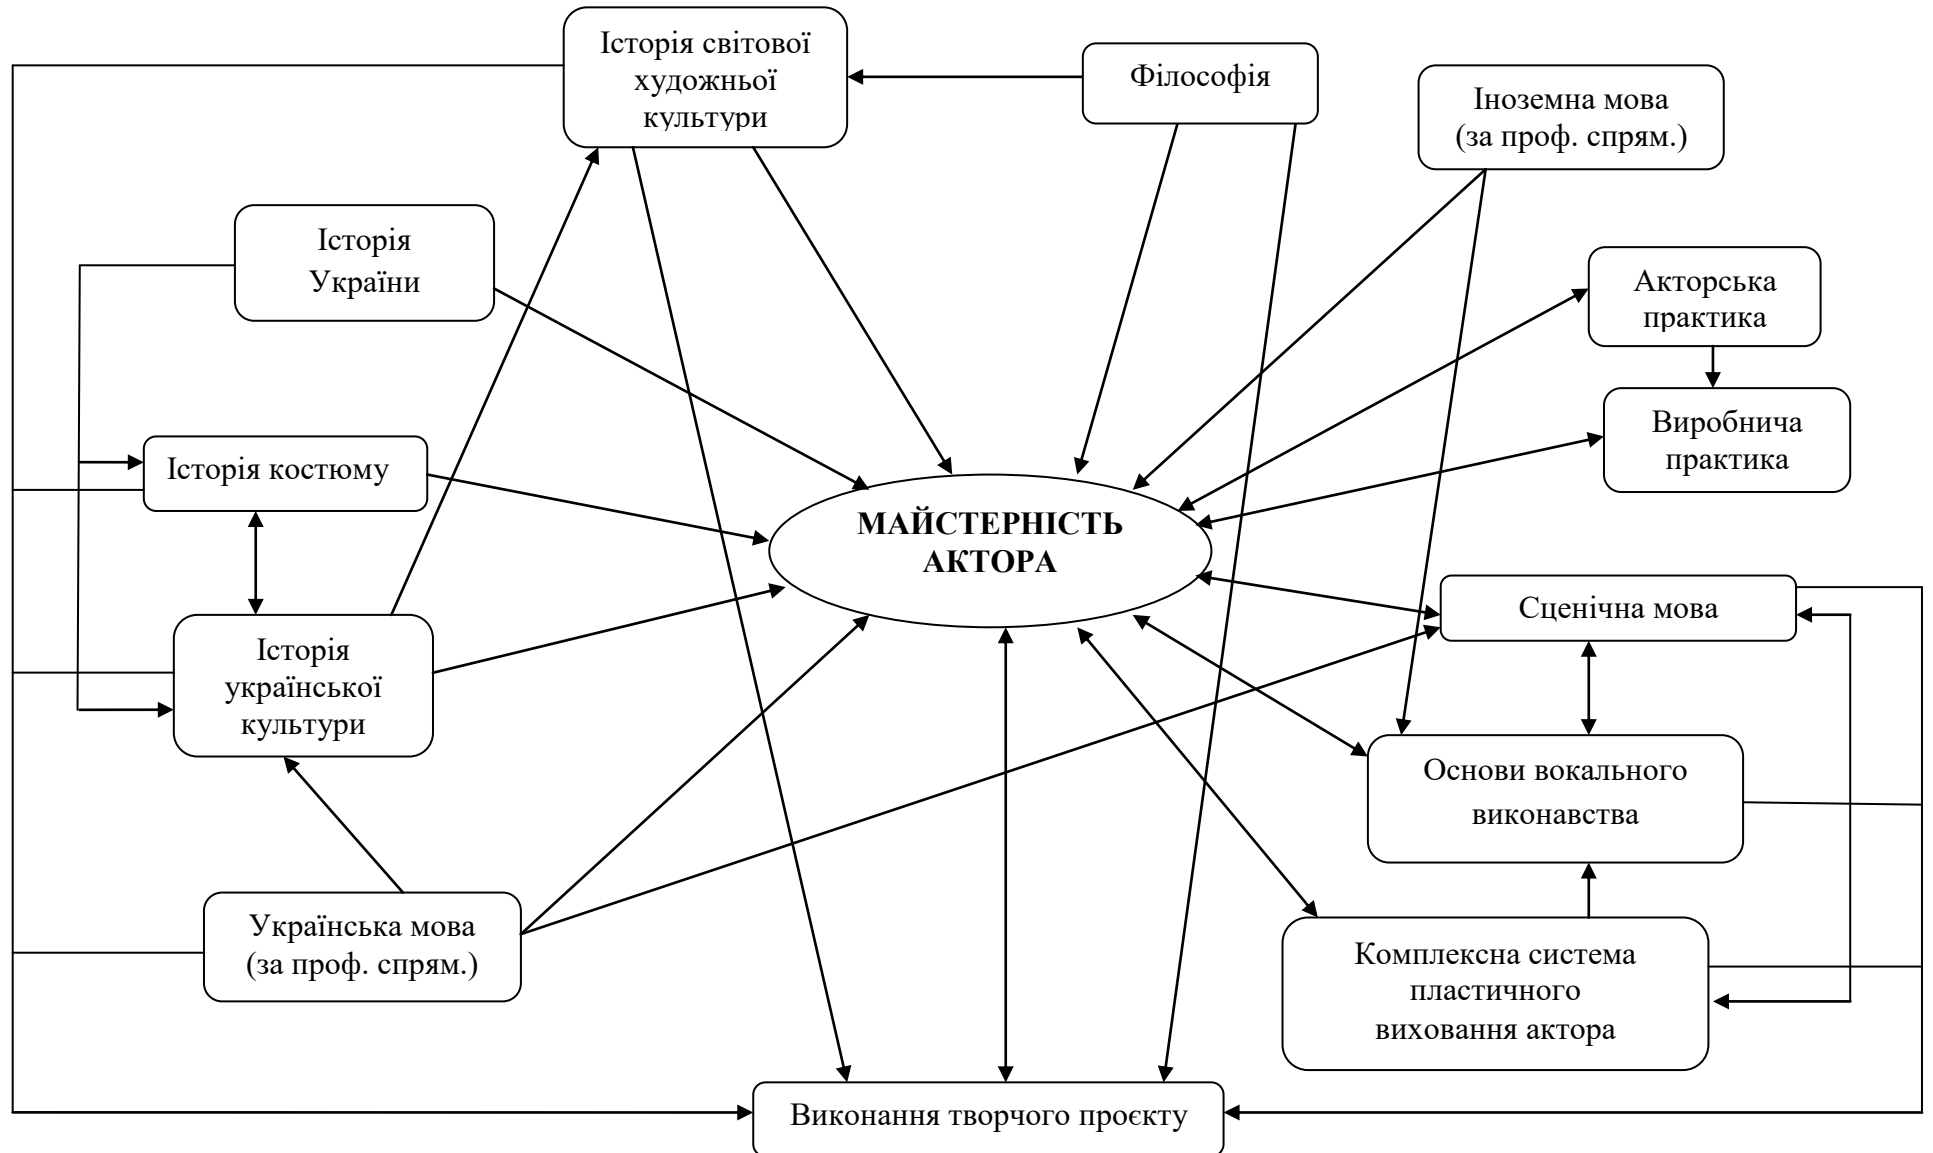 Історія світової
художньої
культури
Філософія
Іноземна мова
(за проф. спрям.)
Історія
України
Акторська
практика
Виробнича
практика
Історія костюму
МАЙСТЕРНІСТЬ
АКТОРА
Сценічна мова
Історія
української
культури
Основи вокального
виконавства
Українська мова
(за проф. спрям.)
Комплексна система
пластичного
виховання актора
Виконання творчого проєкту